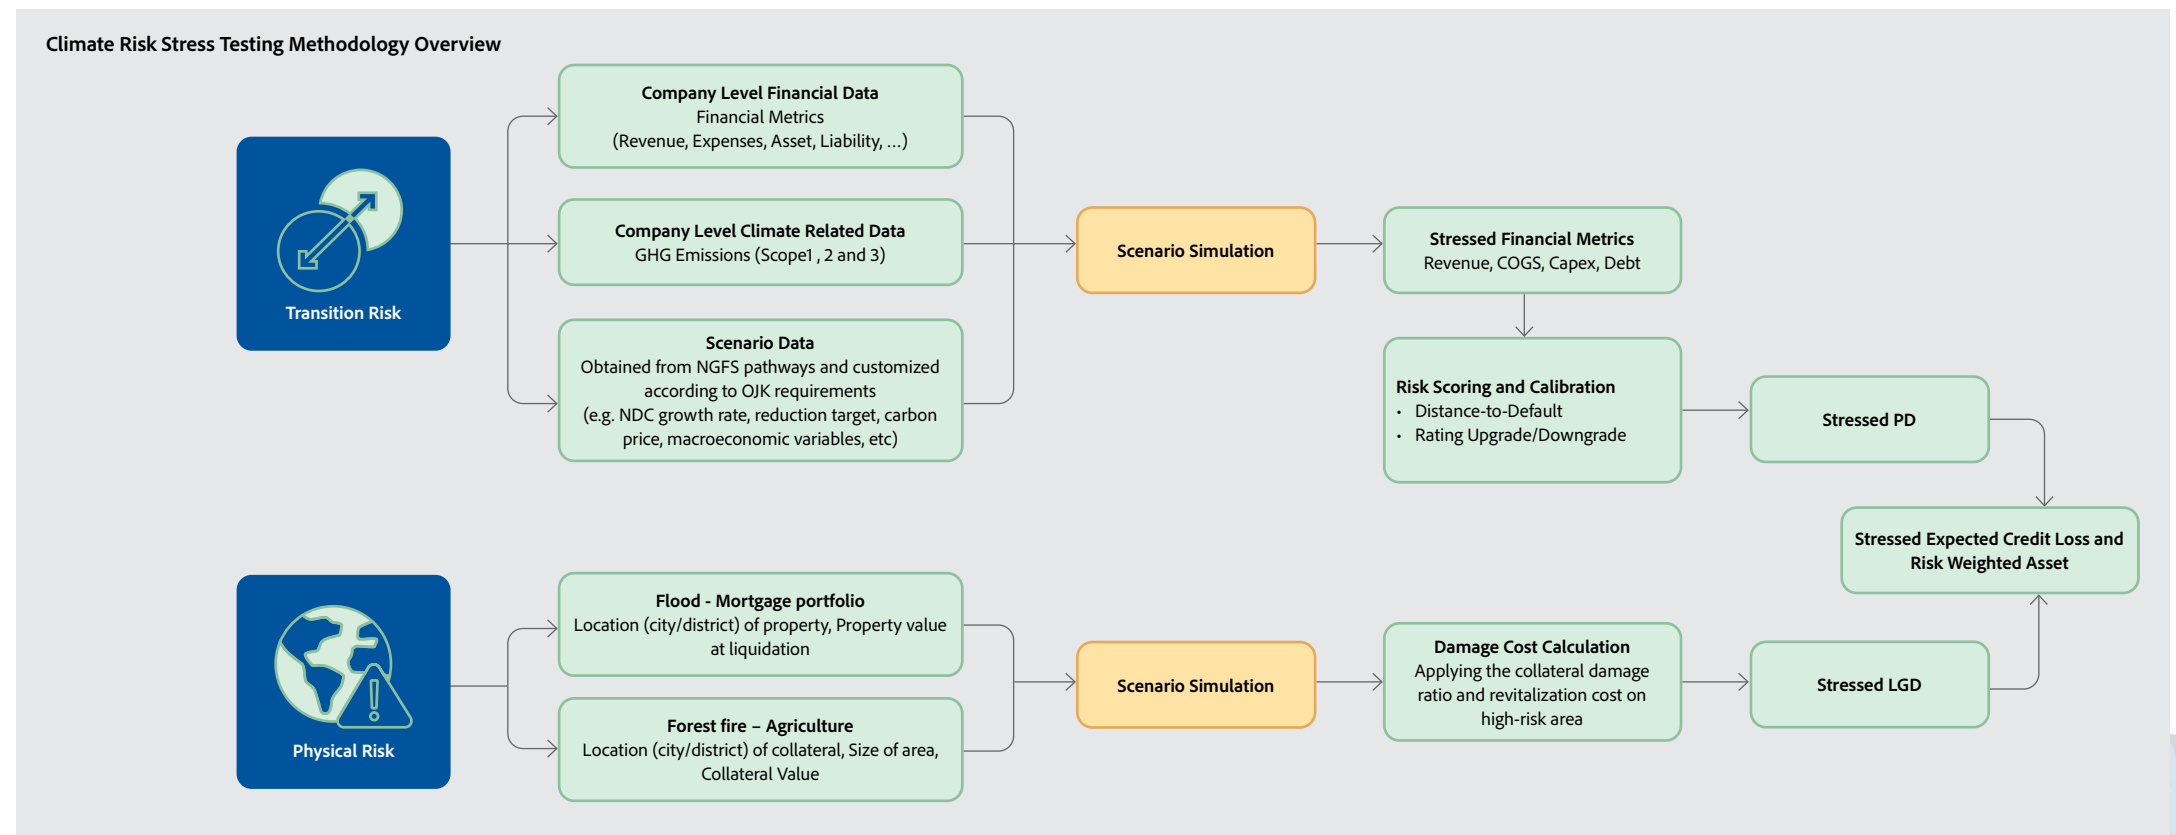 Climate Risk Stress Testing Methodology Overview
Transition Risk
Company Level Financial Data
Financial Metrics
(Revenue, Expenses, Asset, Liability, ...)
Company Level Climate Related Data
GHG Emissions (Scope1 , 2 and 3)
Scenario Data
Obtained from NGFS pathways and customized
according to OJK requirements
(e.g. NDC growth rate, reduction target, carbon
price, macroeconomic variables, etc)
Scenario Simulation
Stressed Financial Metrics
Revenue, COGS, Capex, Debt
Risk Scoring and Calibration
• Distance-to-Default
• Rating Upgrade/Downgrade
Stressed PD
Stressed Expected Credit Loss and
Risk Weighted Asset
Physical Risk
Flood - Mortgage portfolio
Location (city/district) of property, Property value
at liquidation
Forest fire – Agriculture
Location (city/district) of collateral, Size of area,
Collateral Value
Scenario Simulation
Damage Cost Calculation
Applying the collateral damage
ratio and revitalization cost on
high-risk area
Stressed LGD